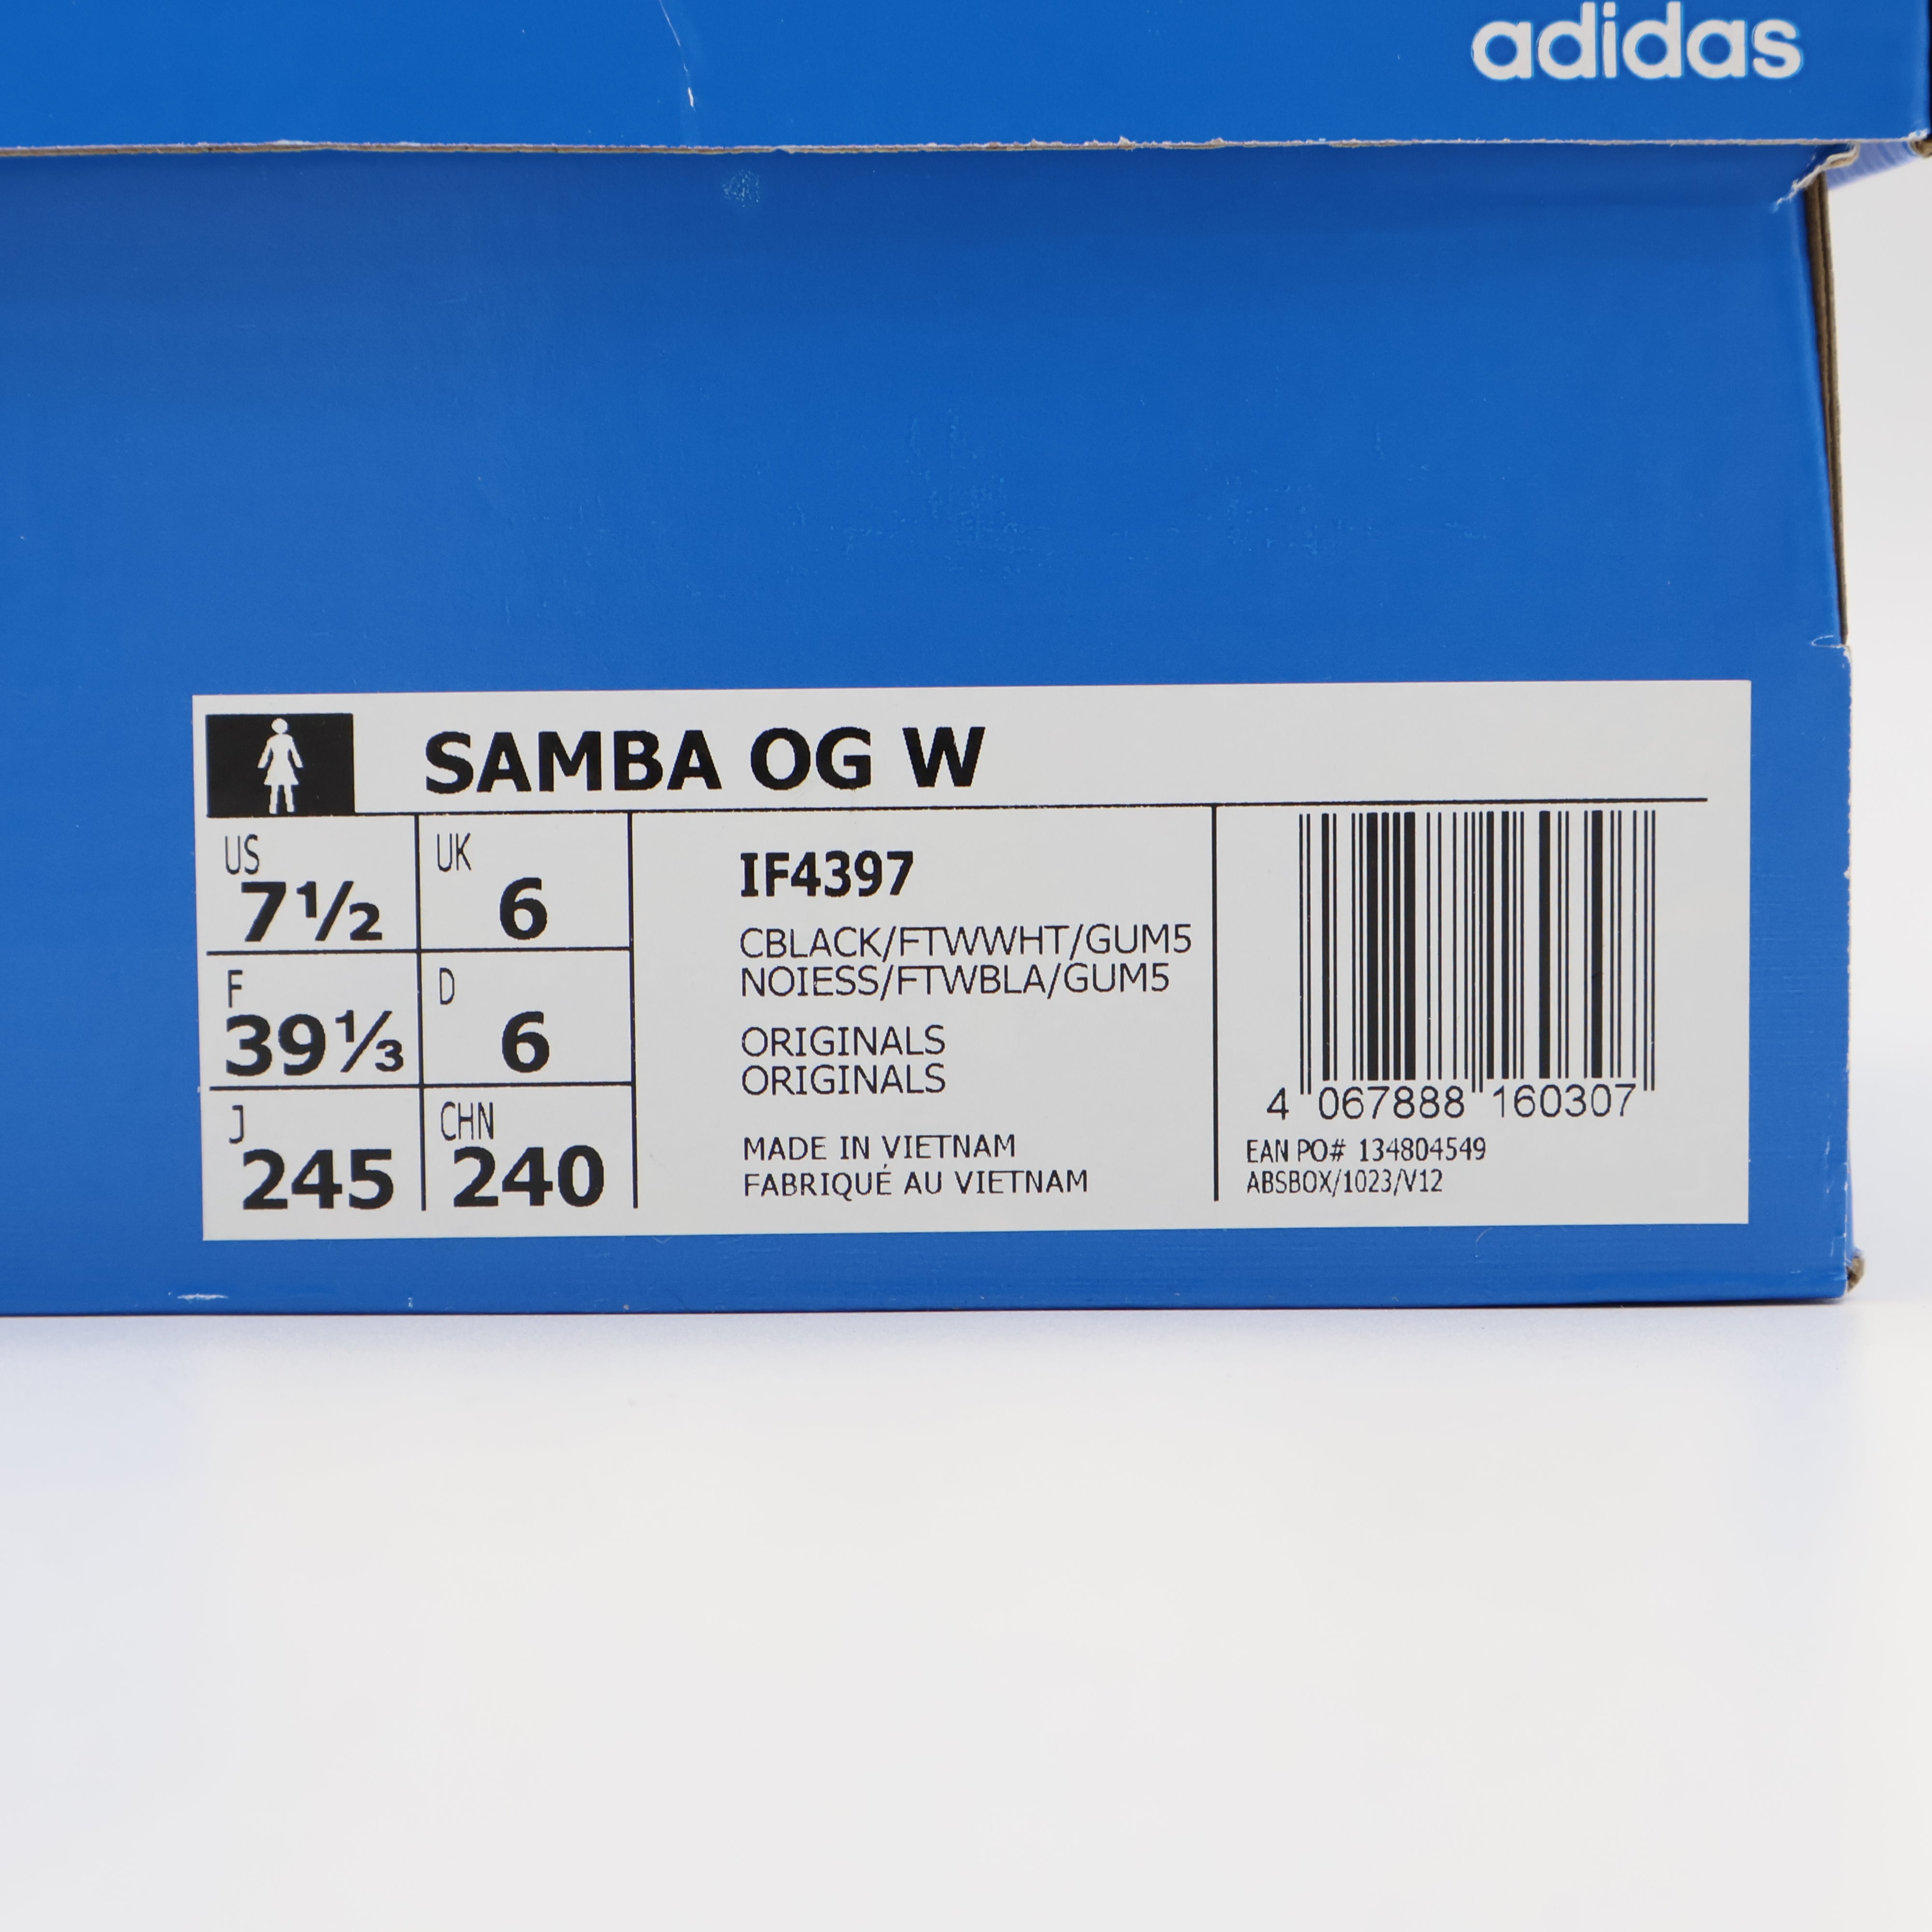 adidas
SAMBA OG W
US
7½
UK
6
F
39⅓
D
6
J
245
CHN
240
IF4397
CBLACK/FTWWHT/GUM5
NOIESS/FTWBLA/GUM5
ORIGINALS
ORIGINALS
MADE IN VIETNAM
FABRIQUÉ AU VIETNAM
4 067888 160307
EAN PO# 134804549
ABSBOX/1023/V12